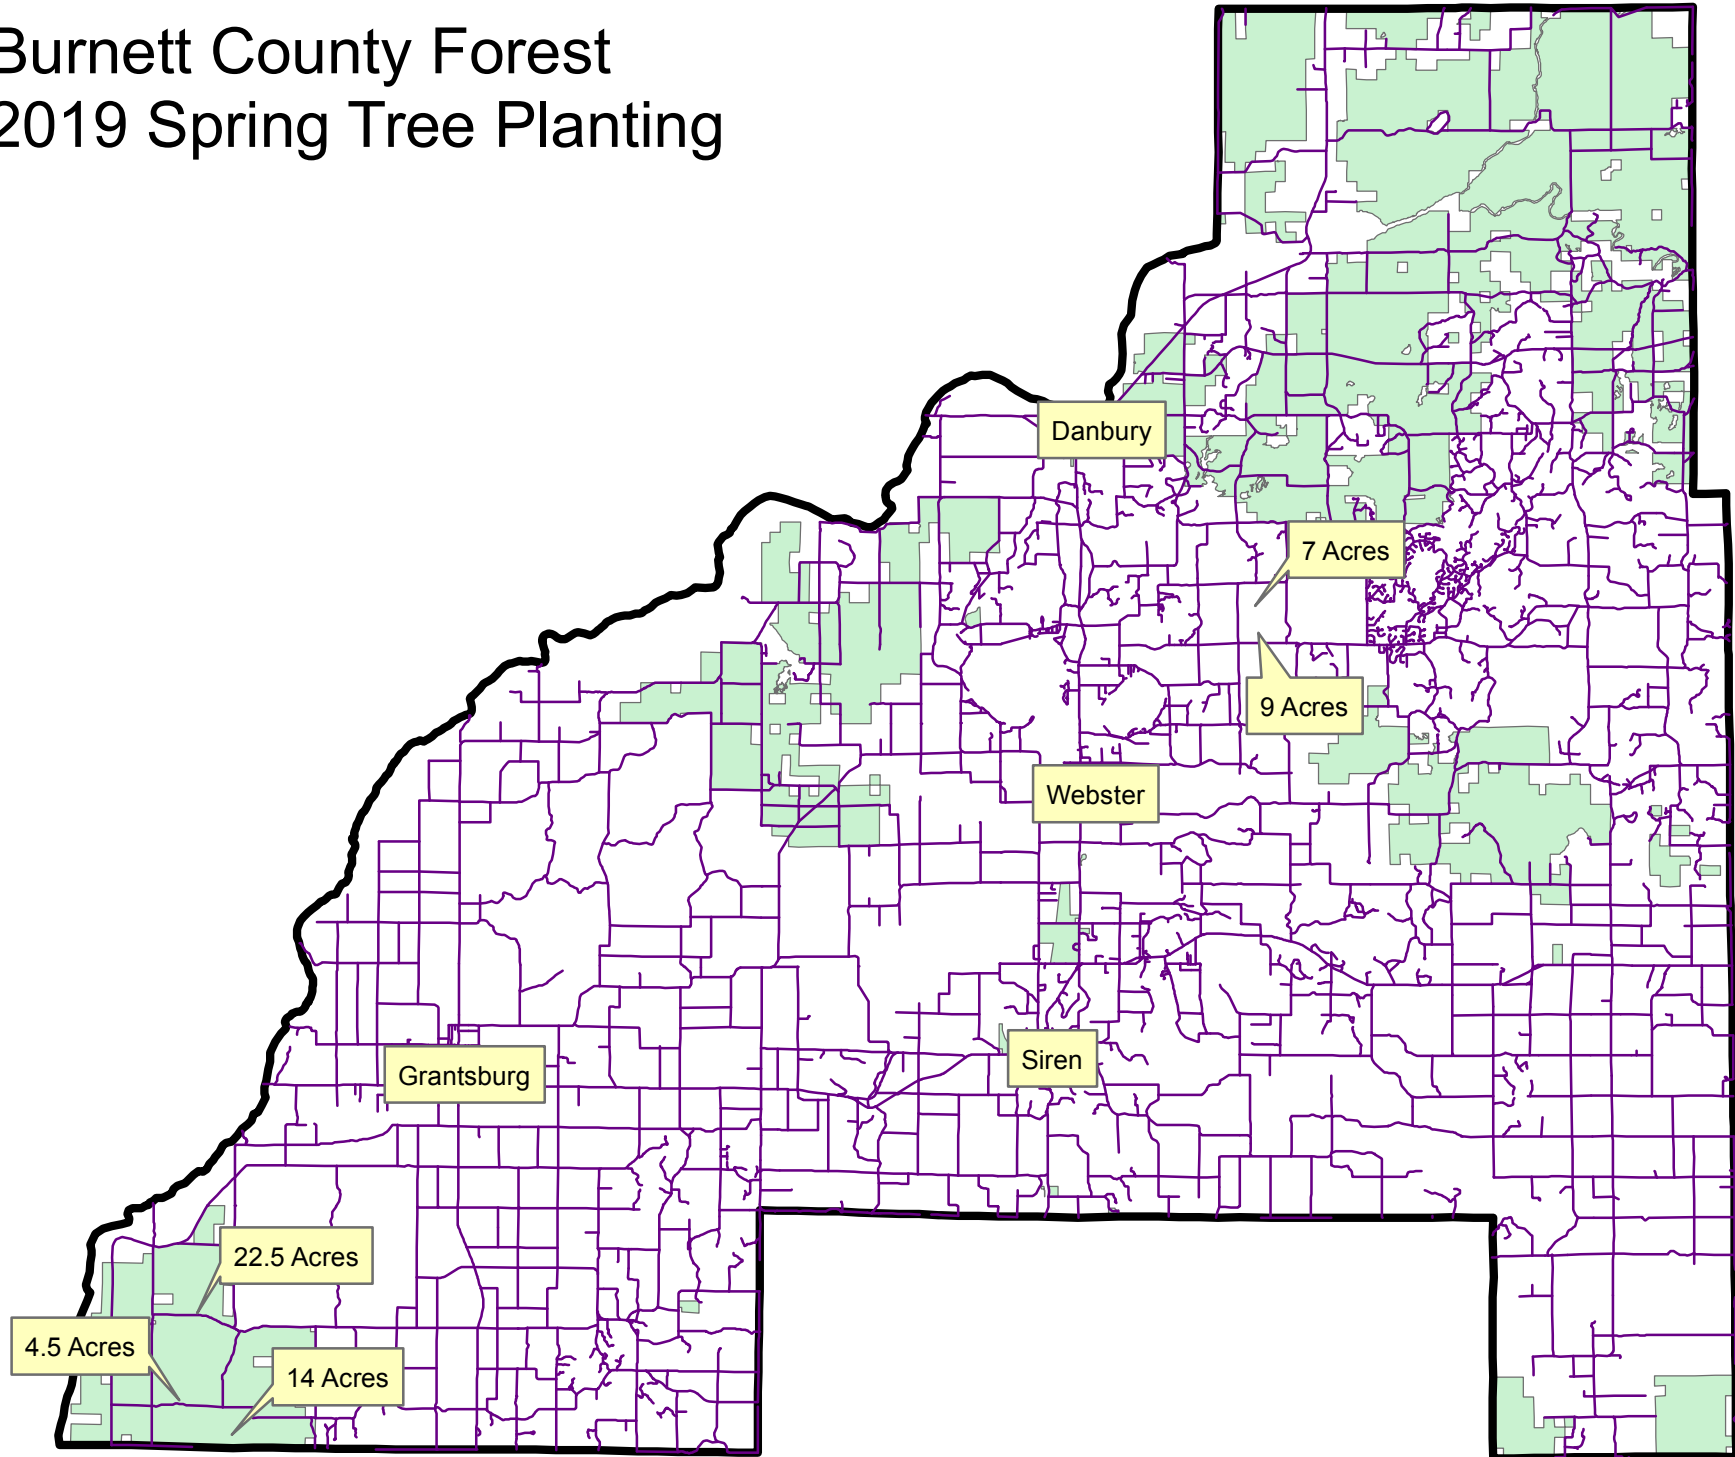 Burnett County Forest
2019 Spring Tree Planting
Danbury
7 Acres
9 Acres
Webster
Siren
Grantsburg
22.5 Acres
4.5 Acres
14 Acres